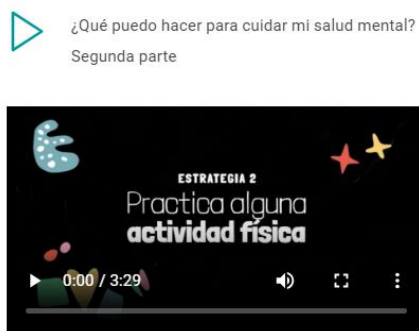 ¿Qué puedo hacer para cuidar mi salud mental?
Segunda parte
ESTRATEGIA 2
Practica alguna
actividad física
0:00 / 3:29